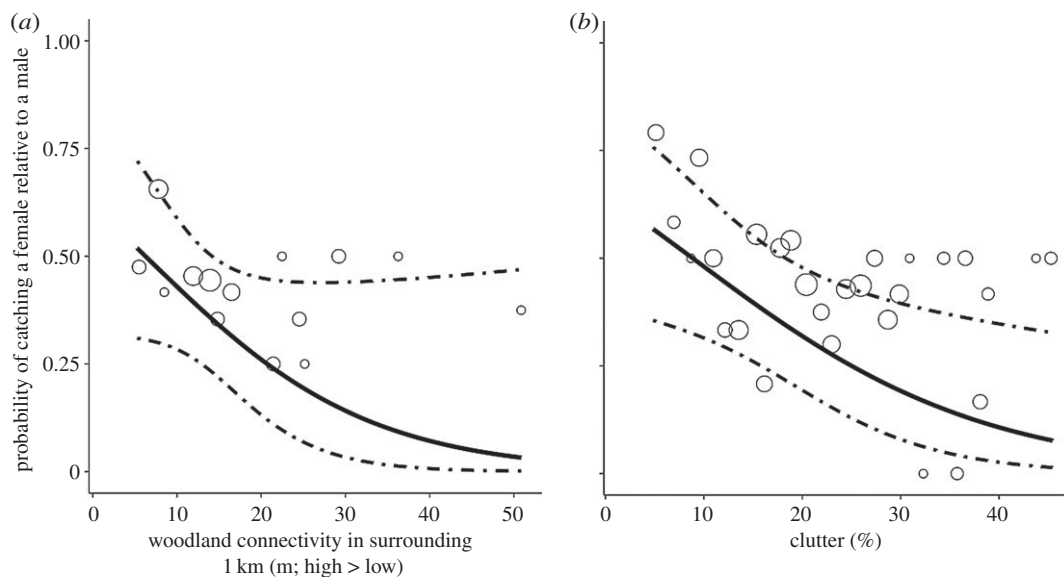 (a)
(b)
probability of catching a female relative to a male
1.00
0.75
0.50
0.25
0
0 10 20 30 40 50
woodland connectivity in surrounding
1 km (m; high > low)
0 10 20 30 40
clutter (%)